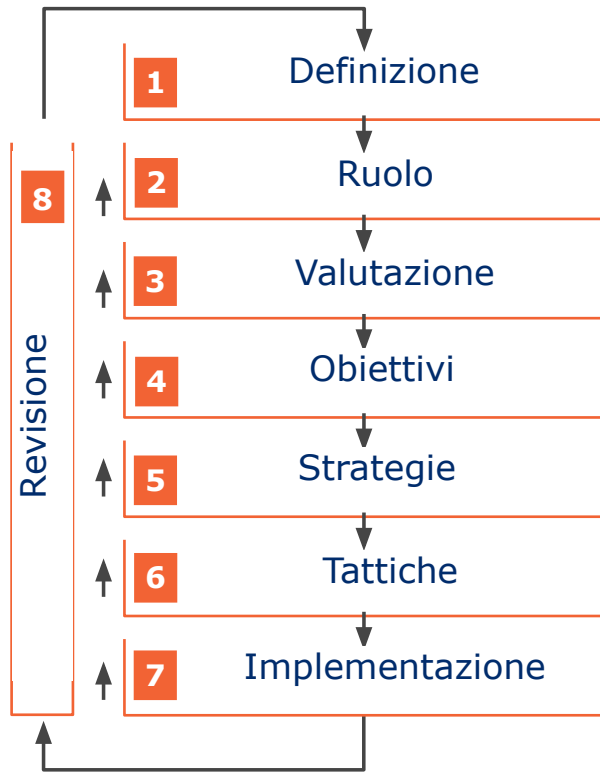 1
Definizione
2
Ruolo
3
Valutazione
4
Obiettivi
5
Strategie
6
Tattiche
7
Implementazione
8
Revisione